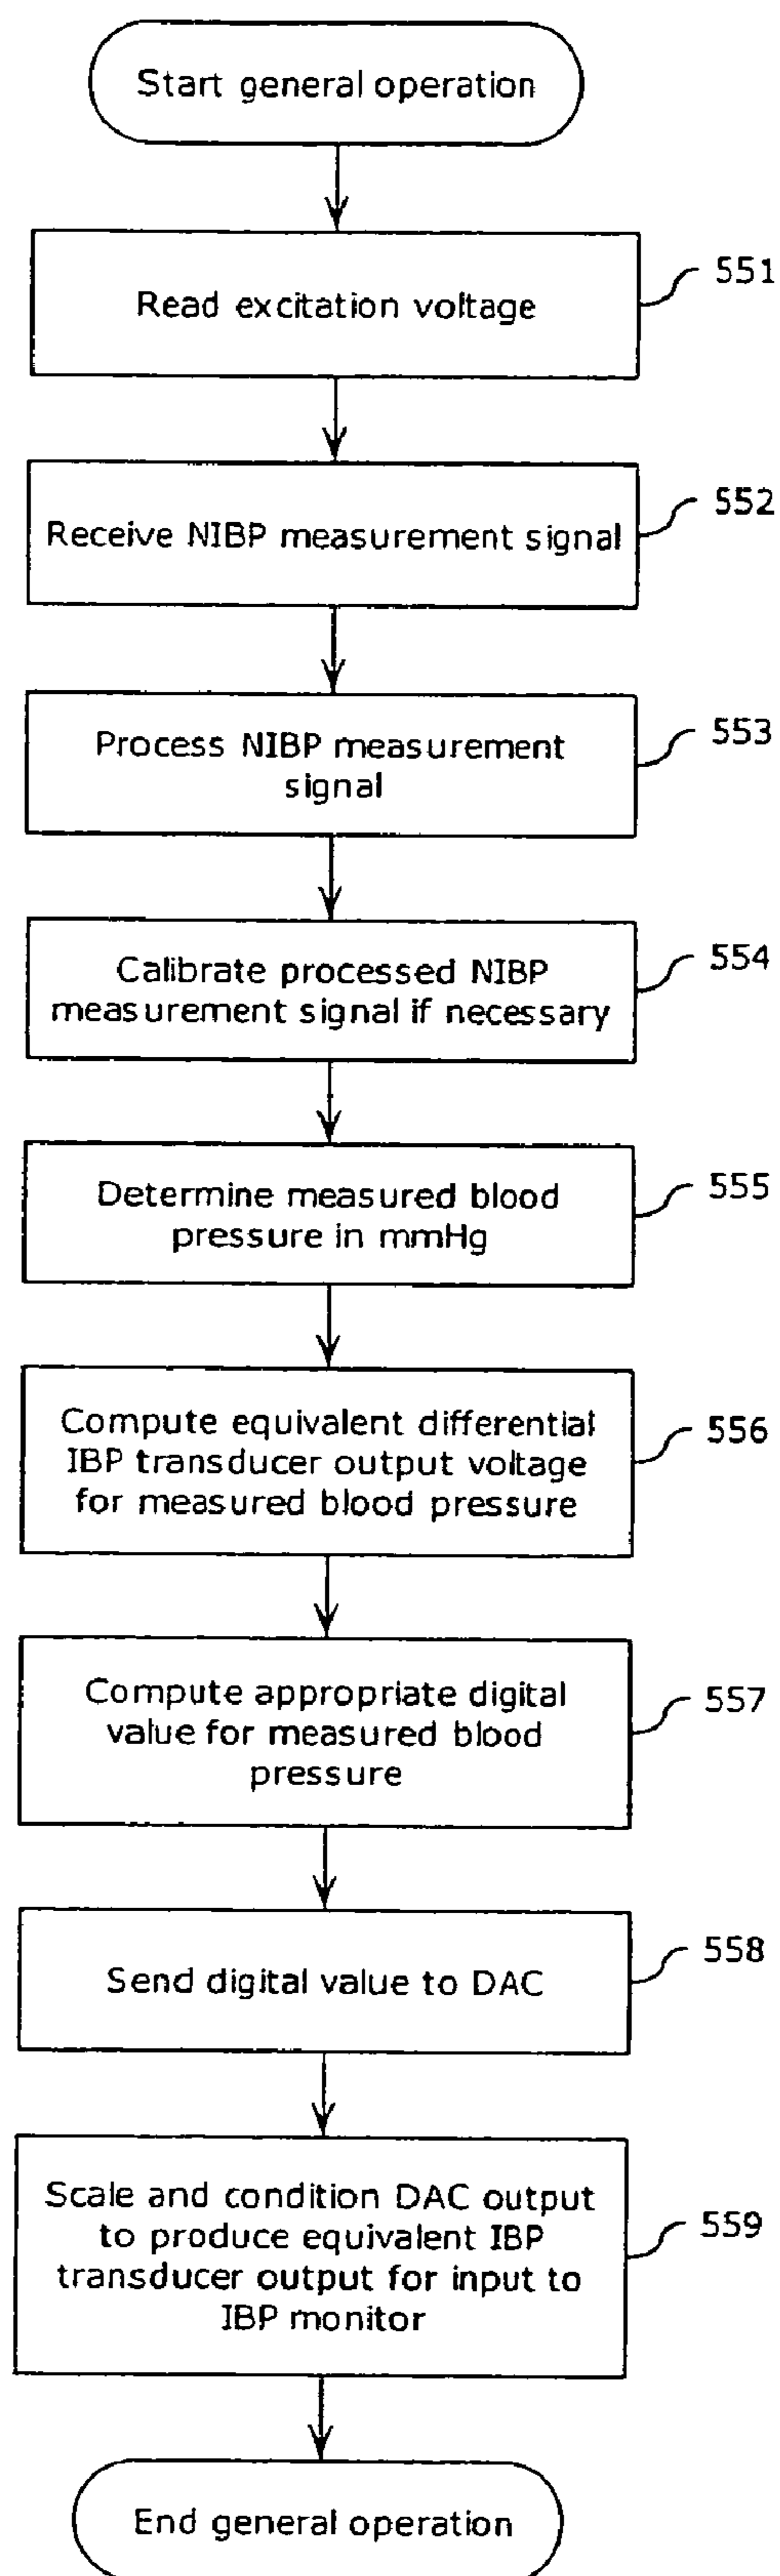 Start general operation
551
Read excitation voltage
552
Receive NIBP measurement signal
553
Process NIBP measurement
signal
554
Calibrate processed NIBP
measurement signal if necessary
555
Determine measured blood
pressure in mmHg
556
Compute equivalent differential
IBP transducer output voltage
for measured blood pressure
557
Compute appropriate digital
value for measured blood
pressure
558
Send digital value to DAC
559
Scale and condition DAC output
to produce equivalent IBP
transducer output for input to
IBP monitor
End general operation